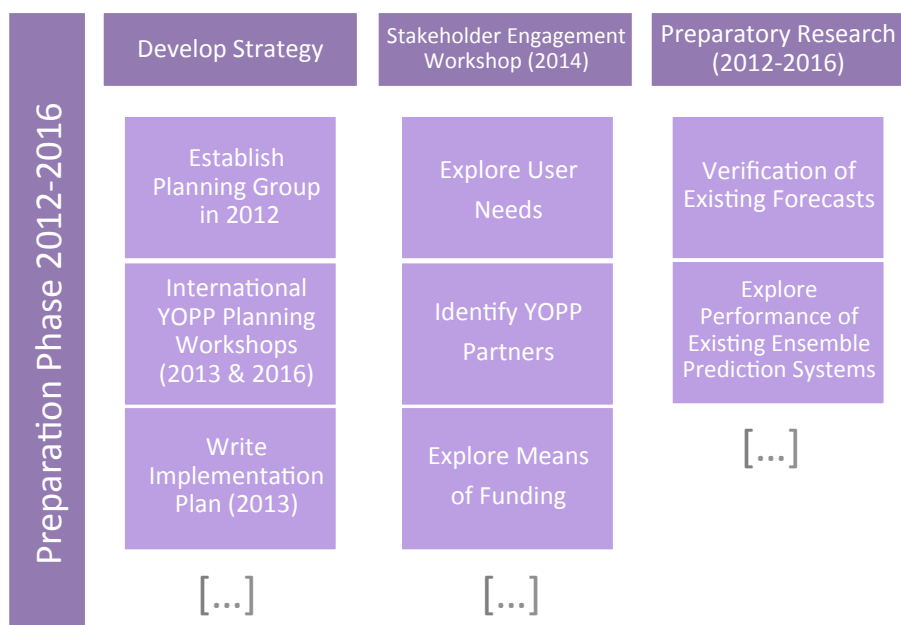 Preparation Phase 2012-2016
Develop Strategy
Establish
Planning Group
in 2012
International
YOPP Planning
Workshops
(2013 & 2016)
Write
Implementation
Plan (2013)
[...]
Stakeholder Engagement
Workshop (2014)
Explore User
Needs
Identify YOPP
Partners
Explore Means
of Funding
[...]
Preparatory Research
(2012-2016)
Verification of
Existing Forecasts
Explore
Performance of
Existing Ensemble
Prediction Systems
[...]